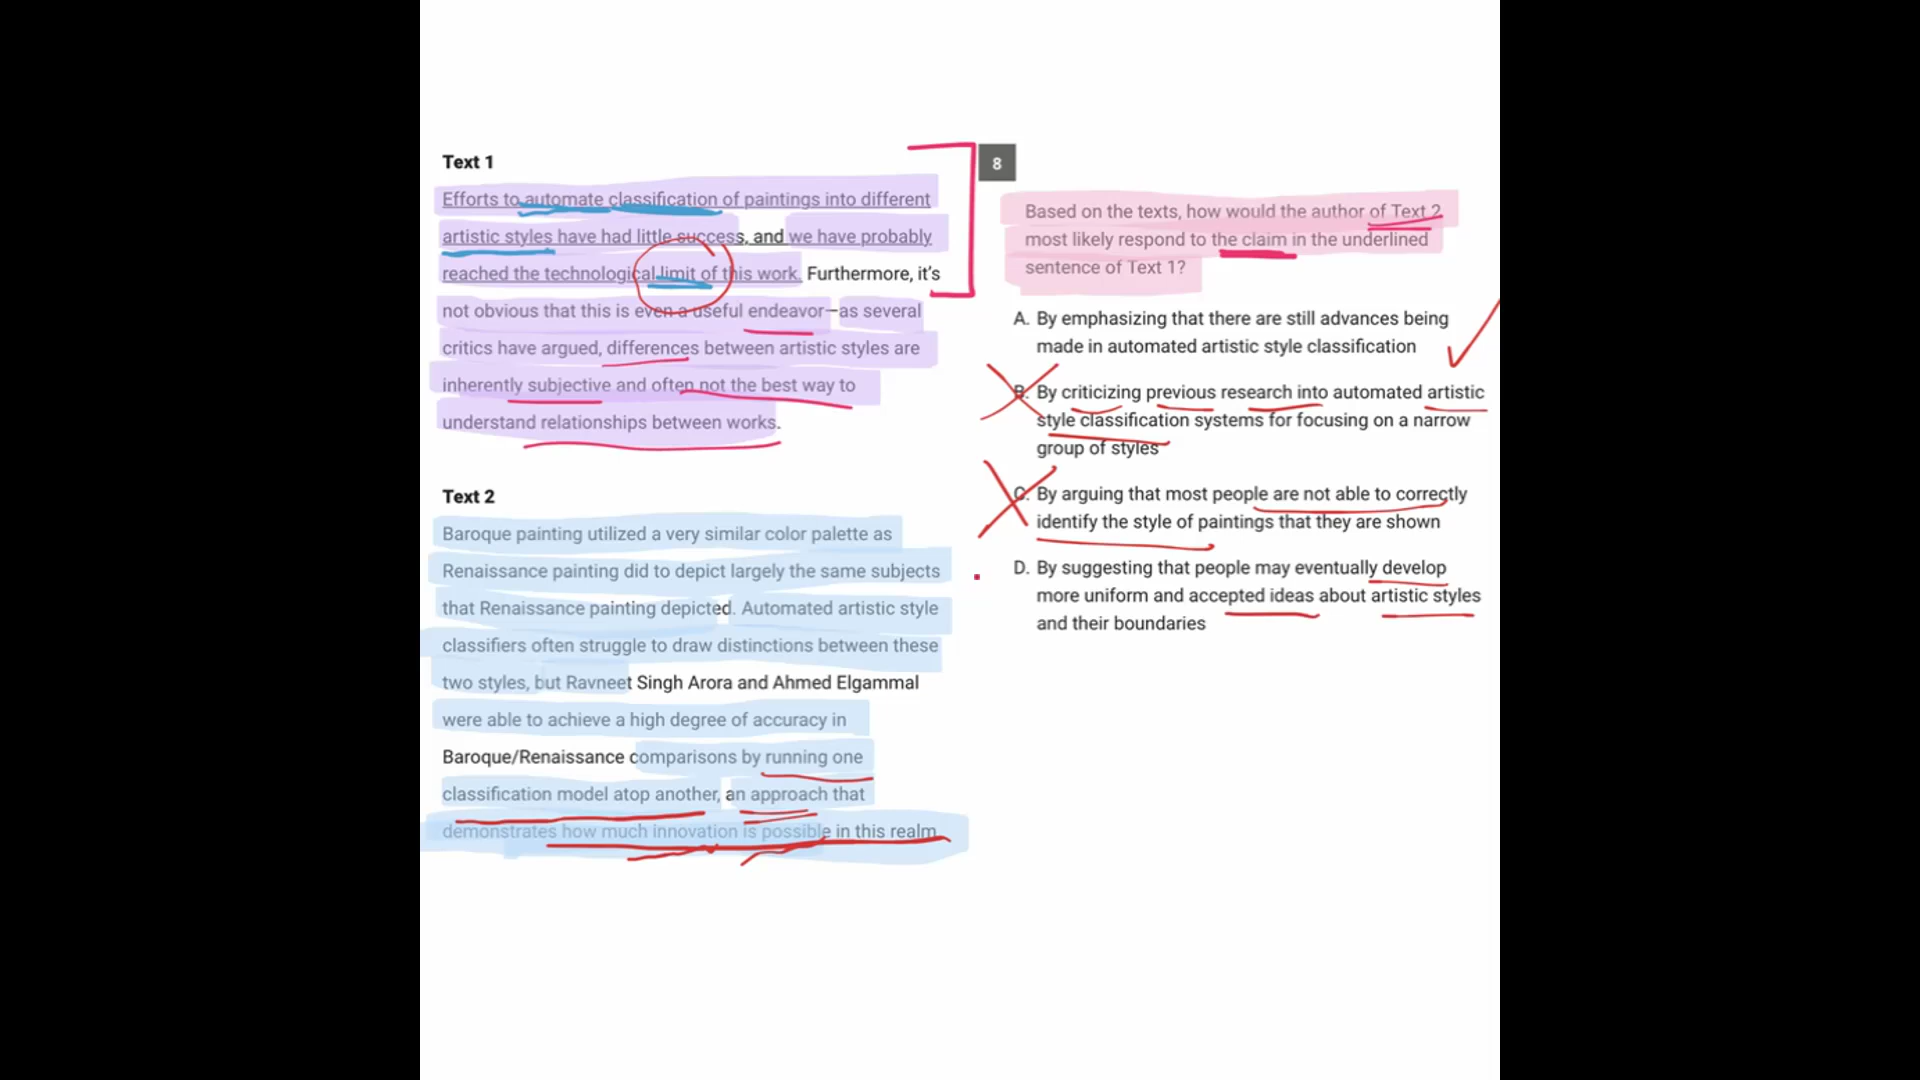 Text 1
Efforts to automate classification of paintings into different
artistic styles have had little success, and we have probably
reached the technological limit of this work. Furthermore, it's
not obvious that this is even a useful endeavor—as several
critics have argued, differences between artistic styles are
inherently subjective and often not the best way to
understand relationships between works.
Text 2
Baroque painting utilized a very similar color palette as
Renaissance painting did to depict largely the same subjects
that Renaissance painting depicted. Automated artistic style
classifiers often struggle to draw distinctions between these
two styles, but Ravneet Singh Arora and Ahmed Elgammal
were able to achieve a high degree of accuracy in
Baroque/Renaissance comparisons by running one
classification model atop another, an approach that
demonstrates how much innovation is possible in this realm.
8
Based on the texts, how would the author of Text 2
most likely respond to the claim in the underlined
sentence of Text 1?
A. By emphasizing that there are still advances being
made in automated artistic style classification
B. By criticizing previous research into automated artistic
style classification systems for focusing on a narrow
group of styles
C. By arguing that most people are not able to correctly
identify the style of paintings that they are shown
D. By suggesting that people may eventually develop
more uniform and accepted ideas about artistic styles
and their boundaries